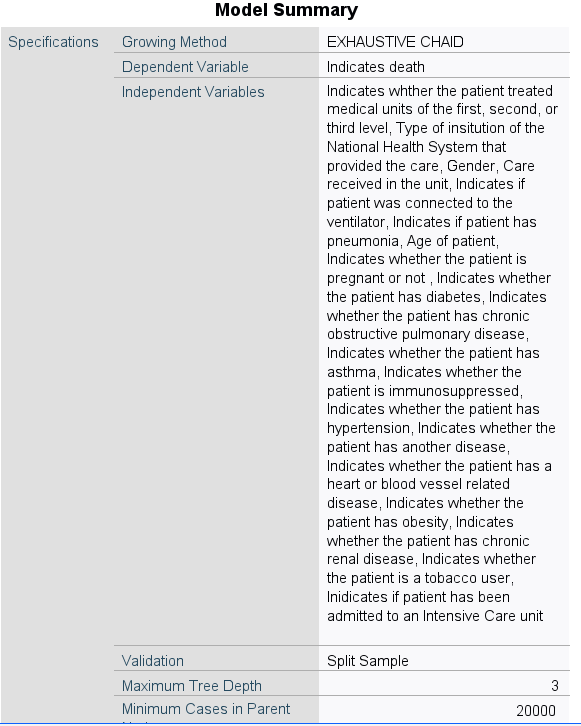 Model Summary
Specifications Growing Method EXHAUSTIVE CHAID
Dependent Variable Indicates death
Independent Variables Indicates whther the patient treated
medical units of the first, second, or
third level, Type of insitution of the
National Health System that
provided the care, Gender, Care
received in the unit, Indicates if
patient was connected to the
ventilator, Indicates if patient has
pneumonia, Age of patient,
Indicates whether the patient is
pregnant or not , Indicates whether
the patient has diabetes, Indicates
whether the patient has chronic
obstructive pulmonary disease,
Indicates whether the patient has
asthma, Indicates whether the
patient is immunosuppressed,
Indicates whether the patient has
hypertension, Indicates whether the
patient has another disease,
Indicates whether the patient has a
heart or blood vessel related
disease, Indicates whether the
patient has obesity, Indicates
whether the patient has chronic
renal disease, Indicates whether
the patient is a tobacco user,
Inidicates if patient has been
admitted to an Intensive Care unit
Validation Split Sample
Maximum Tree Depth 3
Minimum Cases in Parent 20000